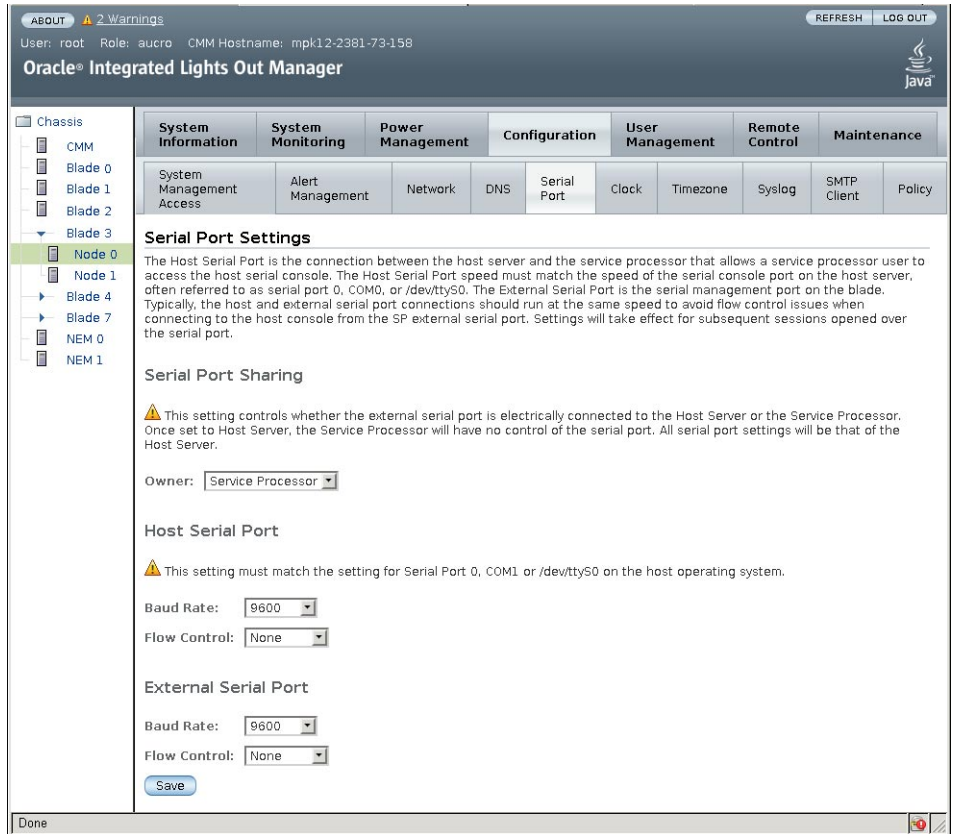 ABOUT 2 Warnings REFRESH LOG OUT
User: root Role: aucro CMM Hostname: mpk12-2381-73-158
Oracle® Integrated Lights Out Manager
Java™
Chassis
CMM
Blade 0
Blade 1
Blade 2
Blade 3
Node 0
Node 1
Blade 4
Blade 7
NEM 0
NEM 1
System Information
System Monitoring
Power Management
Configuration
User Management
Remote Control
Maintenance
System Management Access
Alert Management
Network
DNS
Serial Port
Clock
Timezone
Syslog
SMTP Client
Policy
Serial Port Settings
The Host Serial Port is the connection between the host server and the service processor that allows a service processor user to
access the host serial console. The Host Serial Port speed must match the speed of the serial console port on the host server,
often referred to as serial port 0, COM0, or /dev/ttyS0. The External Serial Port is the serial management port on the blade.
Typically, the host and external serial port connections should run at the same speed to avoid flow control issues when
connecting to the host console from the SP external serial port. Settings will take effect for subsequent sessions opened over
the serial port.
Serial Port Sharing
This setting controls whether the external serial port is electrically connected to the Host Server or the Service Processor.
Once set to Host Server, the Service Processor will have no control of the serial port. All serial port settings will be that of the
Host Server.
Owner: Service Processor
Host Serial Port
This setting must match the setting for Serial Port 0, COM1 or /dev/ttyS0 on the host operating system.
Baud Rate: 9600
Flow Control: None
External Serial Port
Baud Rate: 9600
Flow Control: None
Save
Done